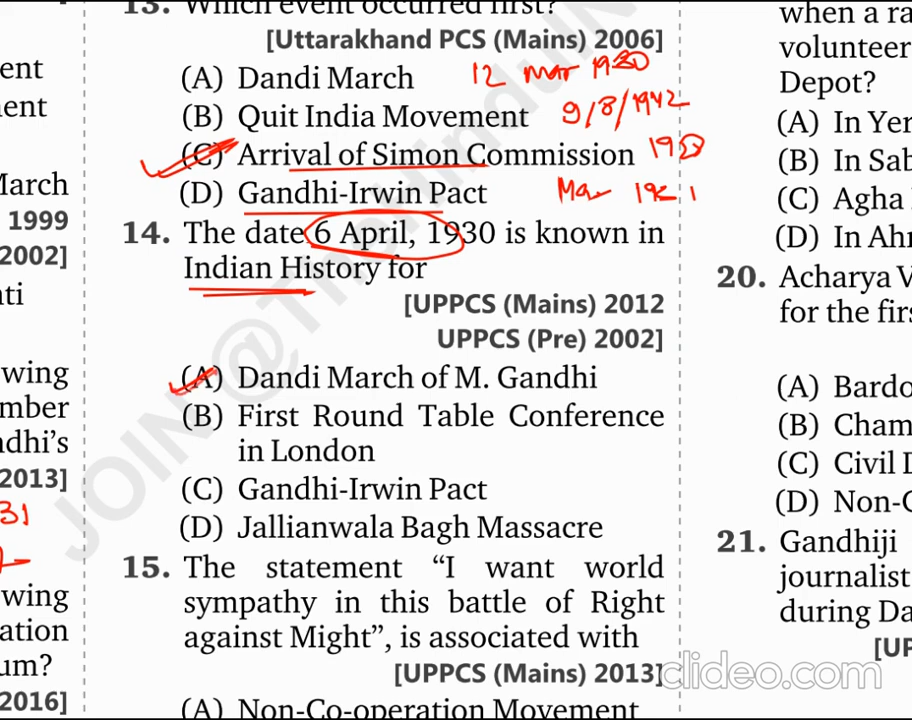 13. Which event occurred first?
[Uttarakhand PCS (Mains) 2006]
(A) Dandi March 12 mar 1930
(B) Quit India Movement 9/8/1942
(C) Arrival of Simon Commission
(D) Gandhi-Irwin Pact Mar
14. The date 6 April, 1930 is known in
Indian History for
[UPPCS (Mains) 2012
UPPCS (Pre) 2002]
(A) Dandi March of M. Gandhi
(B) First Round Table Conference
in London
(C) Gandhi-Irwin Pact
(D) Jallianwala Bagh Massacre
15. The statement “I want world
sympathy in this battle of Right
against Might”, is associated with
[UPPCS (Mains) 2013]
(A) Non-Co-operation Movement
ent
ent
March
1999
2002]
ti
wing
mber
dhi’s
2013]
31
wing
ation
um?
2016]
when a ra
volunteer
Depot?
(A) In Yer
(B) In Sab
(C) Agha
(D) In Ahr
20. Acharya V
for the firs
(A) Bardo
(B) Cham
(C) Civil D
(D) Non-C
21. Gandhiji
journalist
during Da
[UP
JOIN @
clideo.com